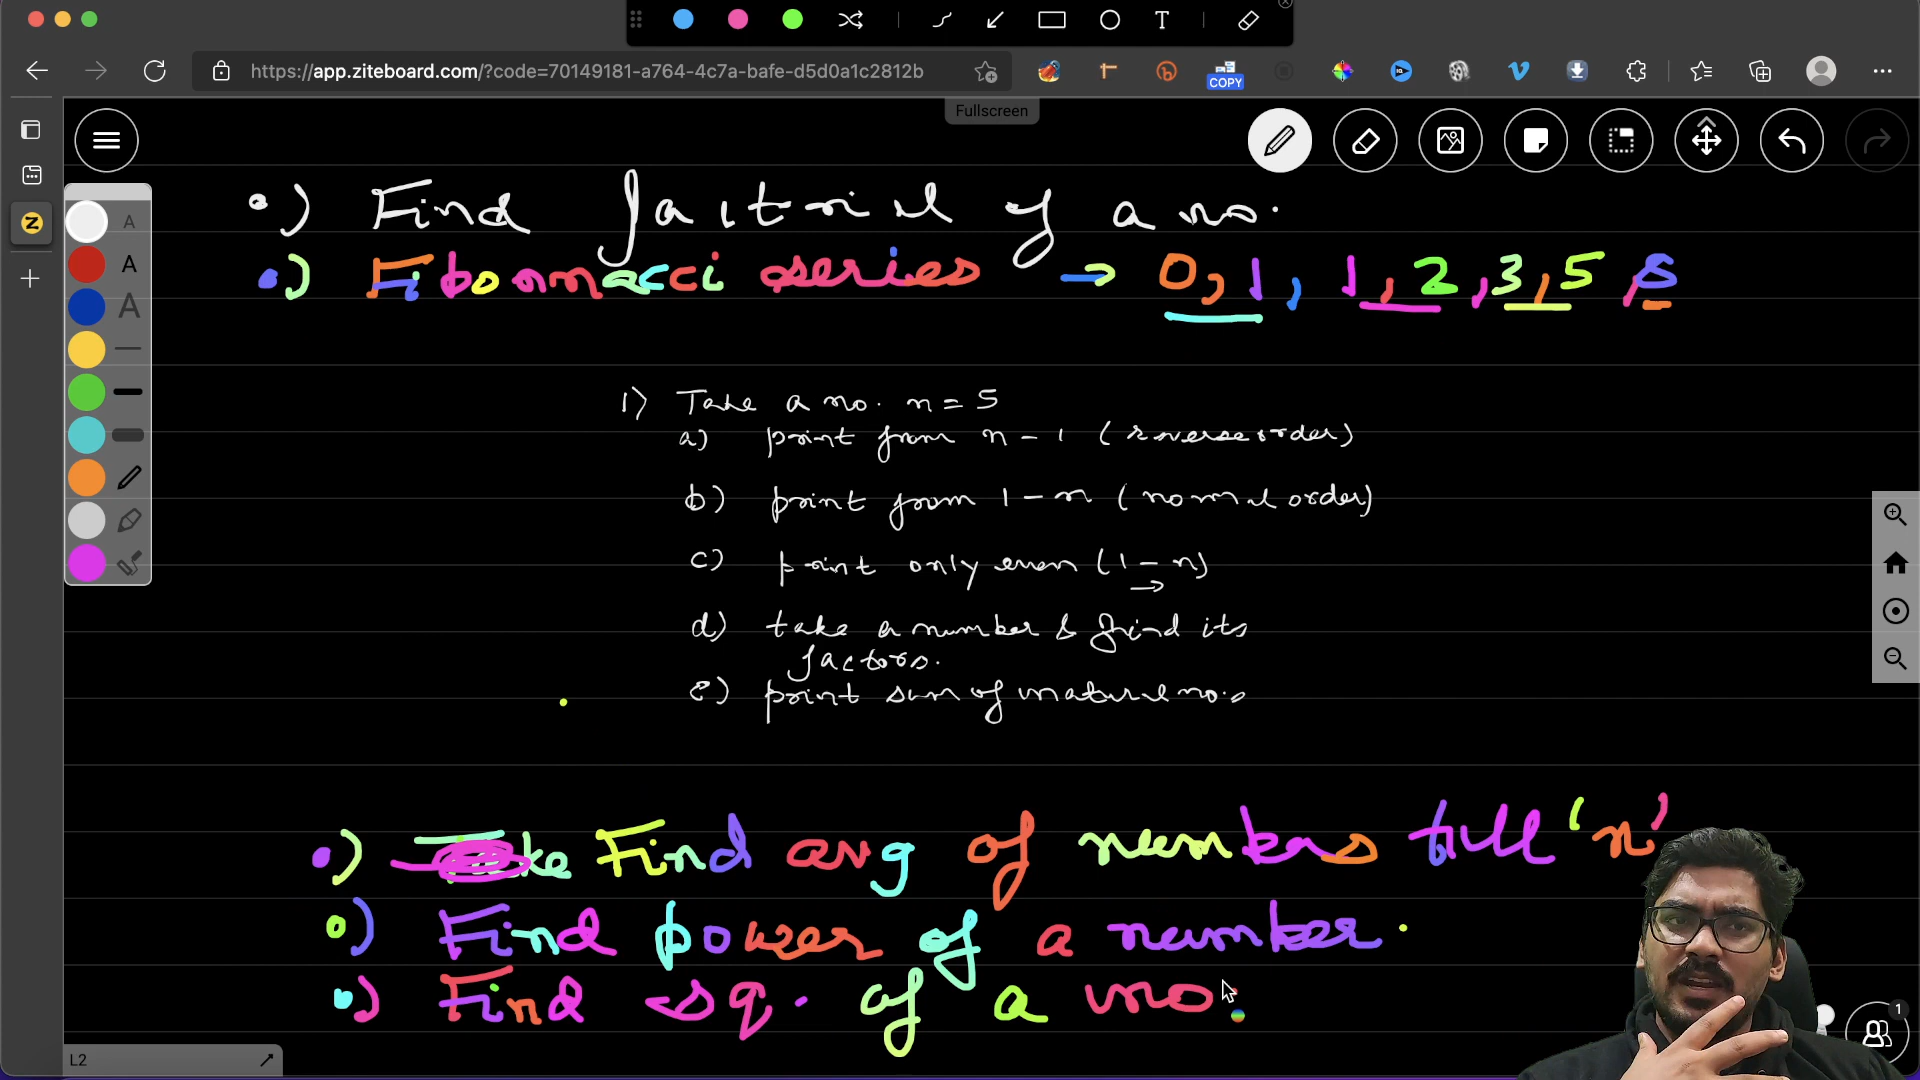 https://app.ziteboard.com/?code=70149181-a764-4c7a-bafe-d5d0a1c2812b
COPY
Fullscreen
T
A
A
A
•) Find factorial of a no.
•) Fibonnacci series → 0, 1, 1, 2, 3, 5, 8
1) Take a no. n = 5
a) print from n - 1 (reverse order)
b) print from 1 - n (normal order)
c) print only even (1 - n)
d) take a number & find its
factors.
e) print sum of natural no.s
•) Find avg of numbers till 'n'
•) Find power of a number.
•) Find sq. of a no.
L2
1